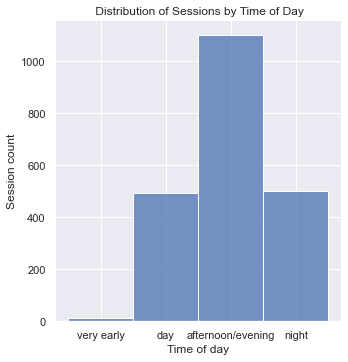 Distribution of Sessions by Time of Day
Session count
1000
800
600
400
200
0
very early day afternoon/evening night
Time of day